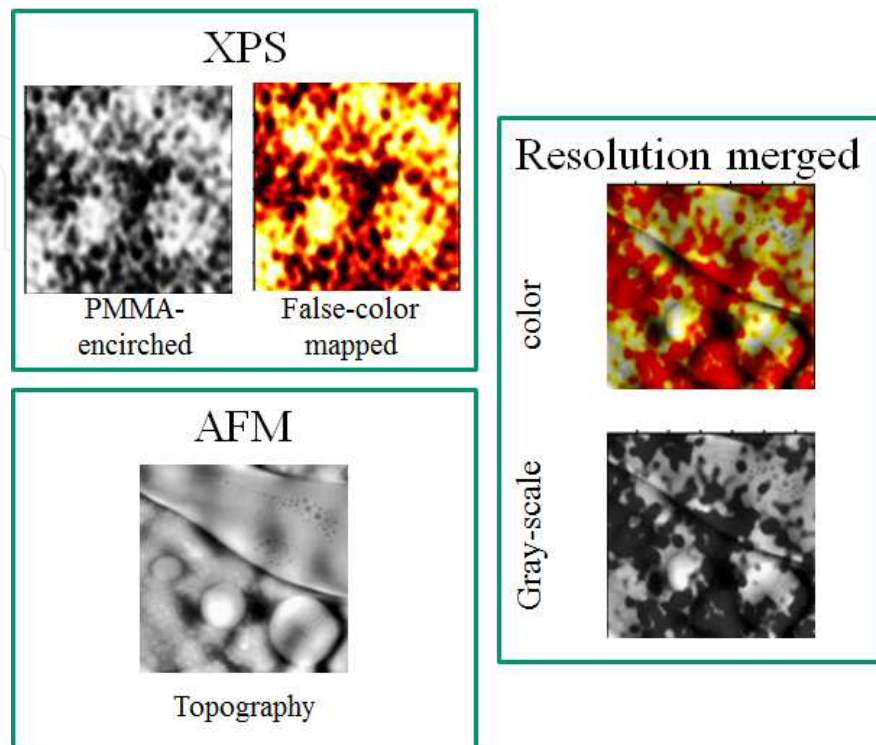 XPS
PMMA-
encirched
False-color
mapped
AFM
Topography
Resolution merged
color
Gray-scale